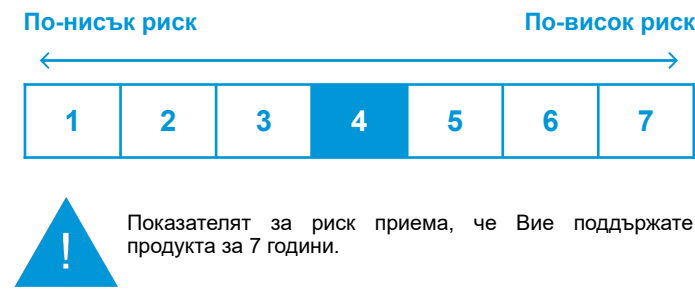 По-нисък риск По-висок риск
1 2 3 4 5 6 7
!
Показателят за риск приема, че Вие поддържате
продукта за 7 години.